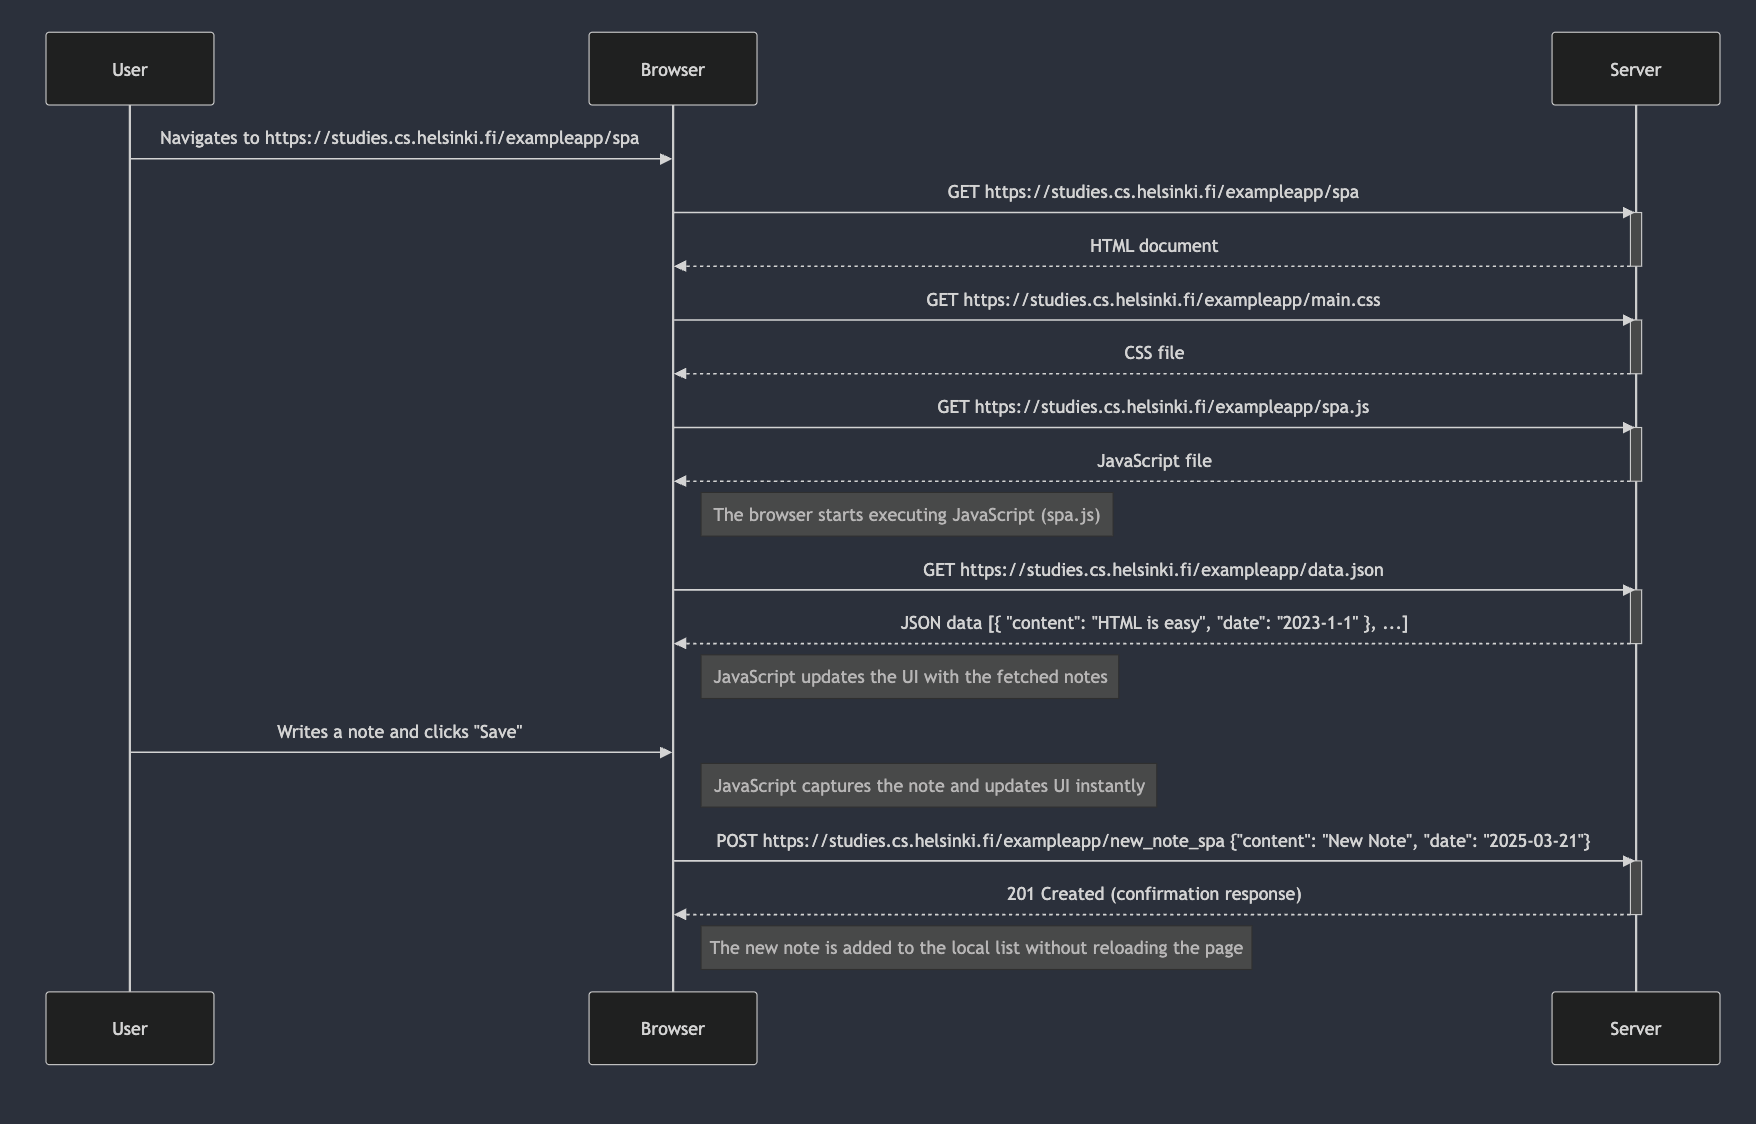 User
Browser
Server
Navigates to https://studies.cs.helsinki.fi/exampleapp/spa
GET https://studies.cs.helsinki.fi/exampleapp/spa
HTML document
GET https://studies.cs.helsinki.fi/exampleapp/main.css
CSS file
GET https://studies.cs.helsinki.fi/exampleapp/spa.js
JavaScript file
The browser starts executing JavaScript (spa.js)
GET https://studies.cs.helsinki.fi/exampleapp/data.json
JSON data [{ "content": "HTML is easy", "date": "2023-1-1" }, ...]
JavaScript updates the UI with the fetched notes
Writes a note and clicks "Save"
JavaScript captures the note and updates UI instantly
POST https://studies.cs.helsinki.fi/exampleapp/new_note_spa {"content": "New Note", "date": "2025-03-21"}
201 Created (confirmation response)
The new note is added to the local list without reloading the page
User
Browser
Server